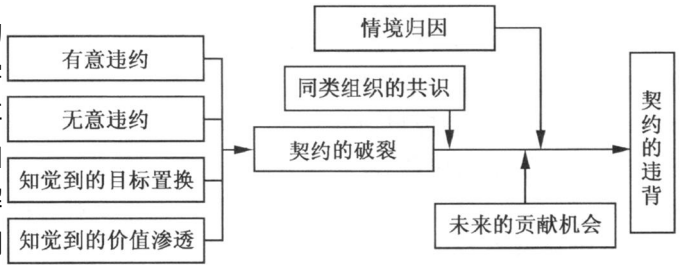 有意违约
无意违约
知觉到的目标置换
知觉到的价值渗透
契约的破裂
情境归因
同类组织的共识
未来的贡献机会
契约的违背